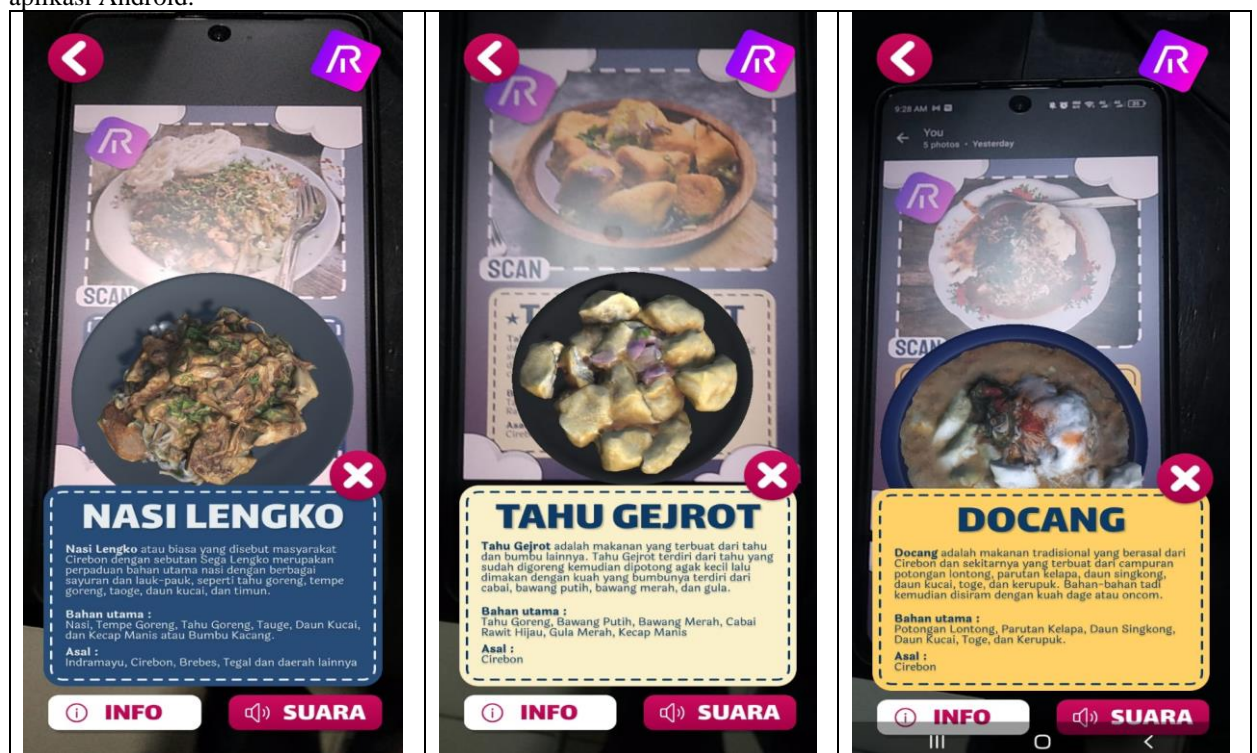 aplikasi Android.
SCAN
NASI LENGKO
Nasi Lengko atau biasa yang disebut masyarakat
Cirebon dengan sebutan Sega Lengko merupakan
perpaduan bahan utama nasi dengan berbagai
sayuran dan lauk-pauk, seperti tahu goreng, tempe
goreng, taoge, daun kucai, dan timun.
Bahan utama :
Nasi, Tempe Goreng, Tahu Goreng, Tauge, Daun Kucai,
dan Kecap Manis atau Bumbu Kacang.
Asal :
Indramayu, Cirebon, Brebes, Tegal dan daerah lainnya
INFO
SUARA
SCAN
TAHU GEJROT
Tahu Gejrot adalah makanan yang terbuat dari tahu
dan bumbu lainnya. Tahu Gejrot terdiri dari tahu yang
sudah digoreng kemudian dipotong agak kecil lalu
dimakan dengan kuah yang bumbunya terdiri dari
cabai, bawang putih, bawang merah, dan gula.
Bahan utama :
Tahu Goreng, Bawang Putih, Bawang Merah, Cabai
Rawit Hijau, Gula Merah, Kecap Manis
Asal :
Cirebon
INFO
SUARA
9:28 AM
You
5 photos • Yesterday
SCAN
DOCANG
Docang adalah makanan tradisional yang berasal dari
Cirebon dan sekitarnya yang terbuat dari campuran
potongan lontong, parutan kelapa, daun singkong,
daun kucai, toge, dan kerupuk. Bahan-bahan tadi
kemudian disiram dengan kuah dage atau oncom.
Bahan utama :
Potongan Lontong, Parutan Kelapa, Daun Singkong,
Daun Kucai, Toge, dan Kerupuk.
Asal :
Cirebon
INFO
SUARA